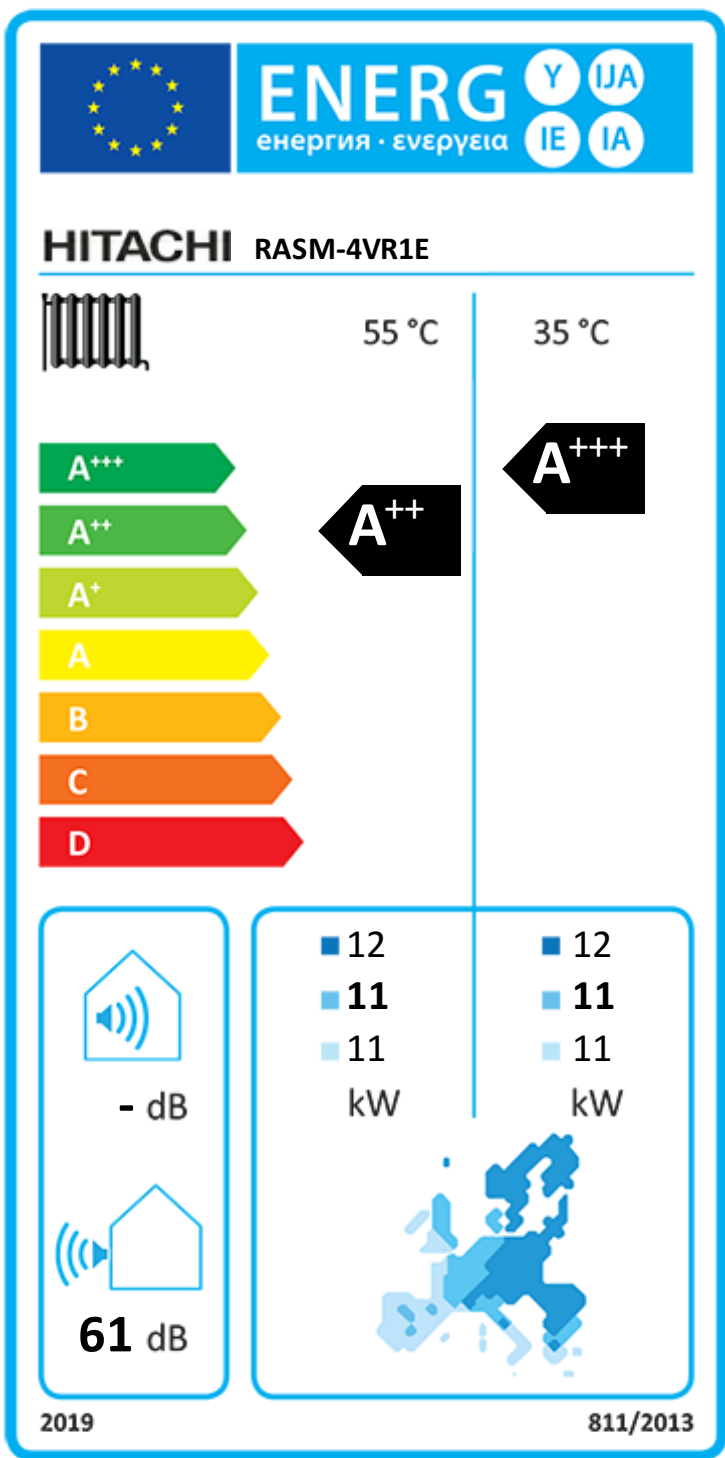 ENERG Y IJA
енергия · ενεργεια IE IA
HITACHI RASM-4VR1E
55 °C 35 °C
A+++
A+++
A++
A++
A+
A
B
C
D
12 12
11 11
11 11
kW kW
- dB
61 dB
2019 811/2013